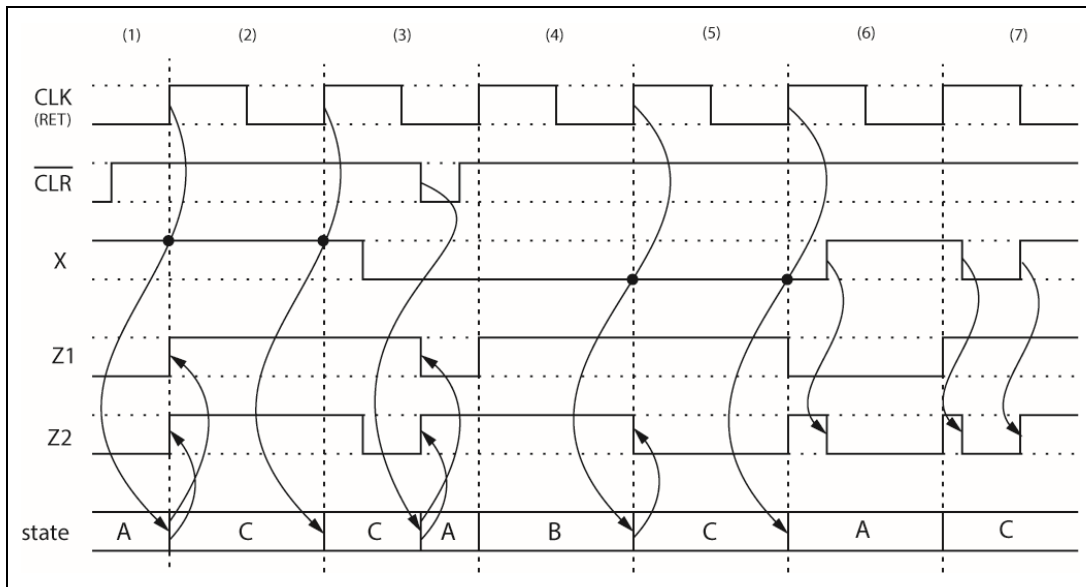 (1) (2) (3) (4) (5) (6) (7)
CLK
(RET)
CLR
X
Z1
Z2
state A C C A B C A C